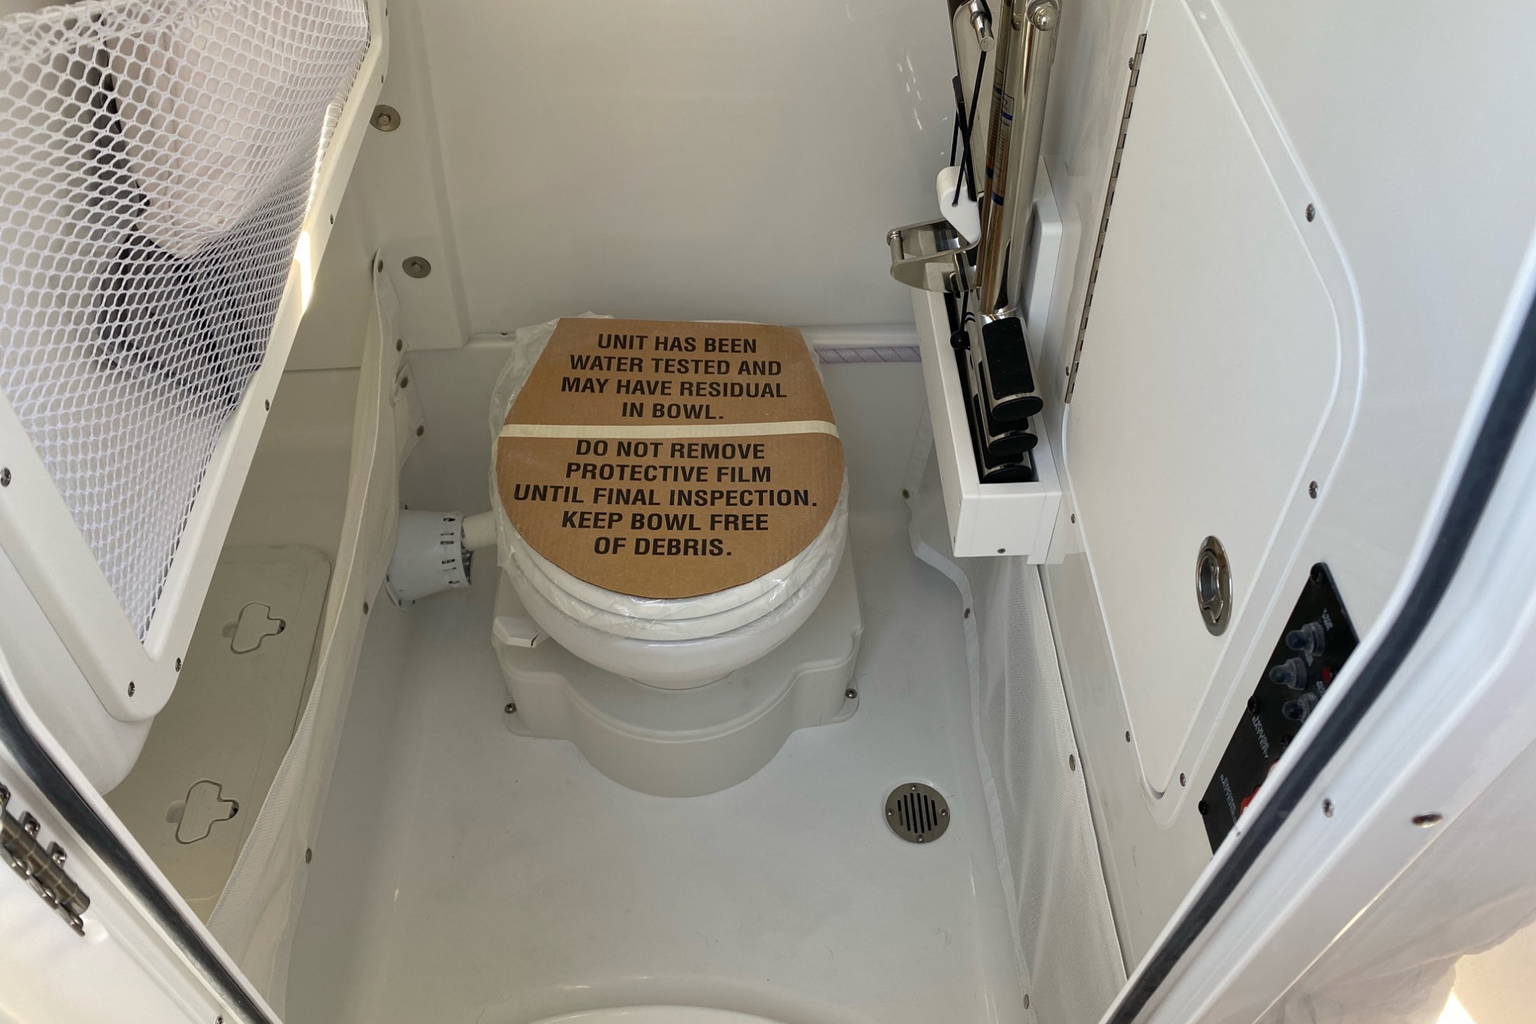 UNIT HAS BEEN
WATER TESTED AND
MAY HAVE RESIDUAL
IN BOWL.
DO NOT REMOVE
PROTECTIVE FILM
UNTIL FINAL INSPECTION.
KEEP BOWL FREE
OF DEBRIS.